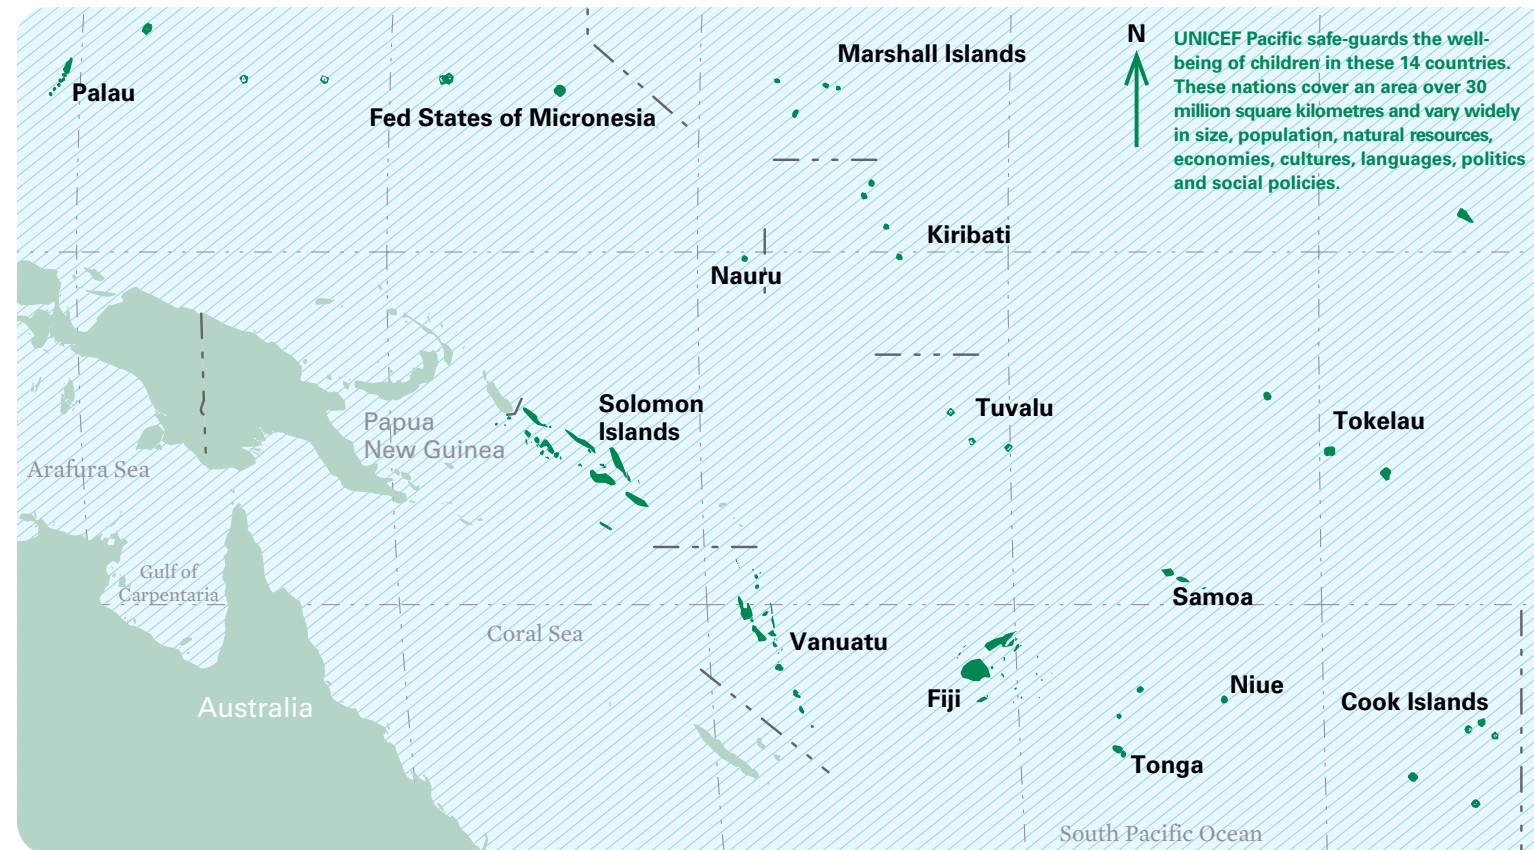 Marshall Islands
N
UNICEF Pacific safe-guards the well-
being of children in these 14 countries.
These nations cover an area over 30
million square kilometres and vary widely
in size, population, natural resources,
economies, cultures, languages, politics
and social policies.
Palau
Fed States of Micronesia
Kiribati
Nauru
Solomon
Islands
Tuvalu
Tokelau
Papua
New Guinea
Arafura Sea
Gulf of
Carpentaria
Samoa
Coral Sea
Vanuatu
Fiji
Niue
Cook Islands
Australia
Tonga
South Pacific Ocean